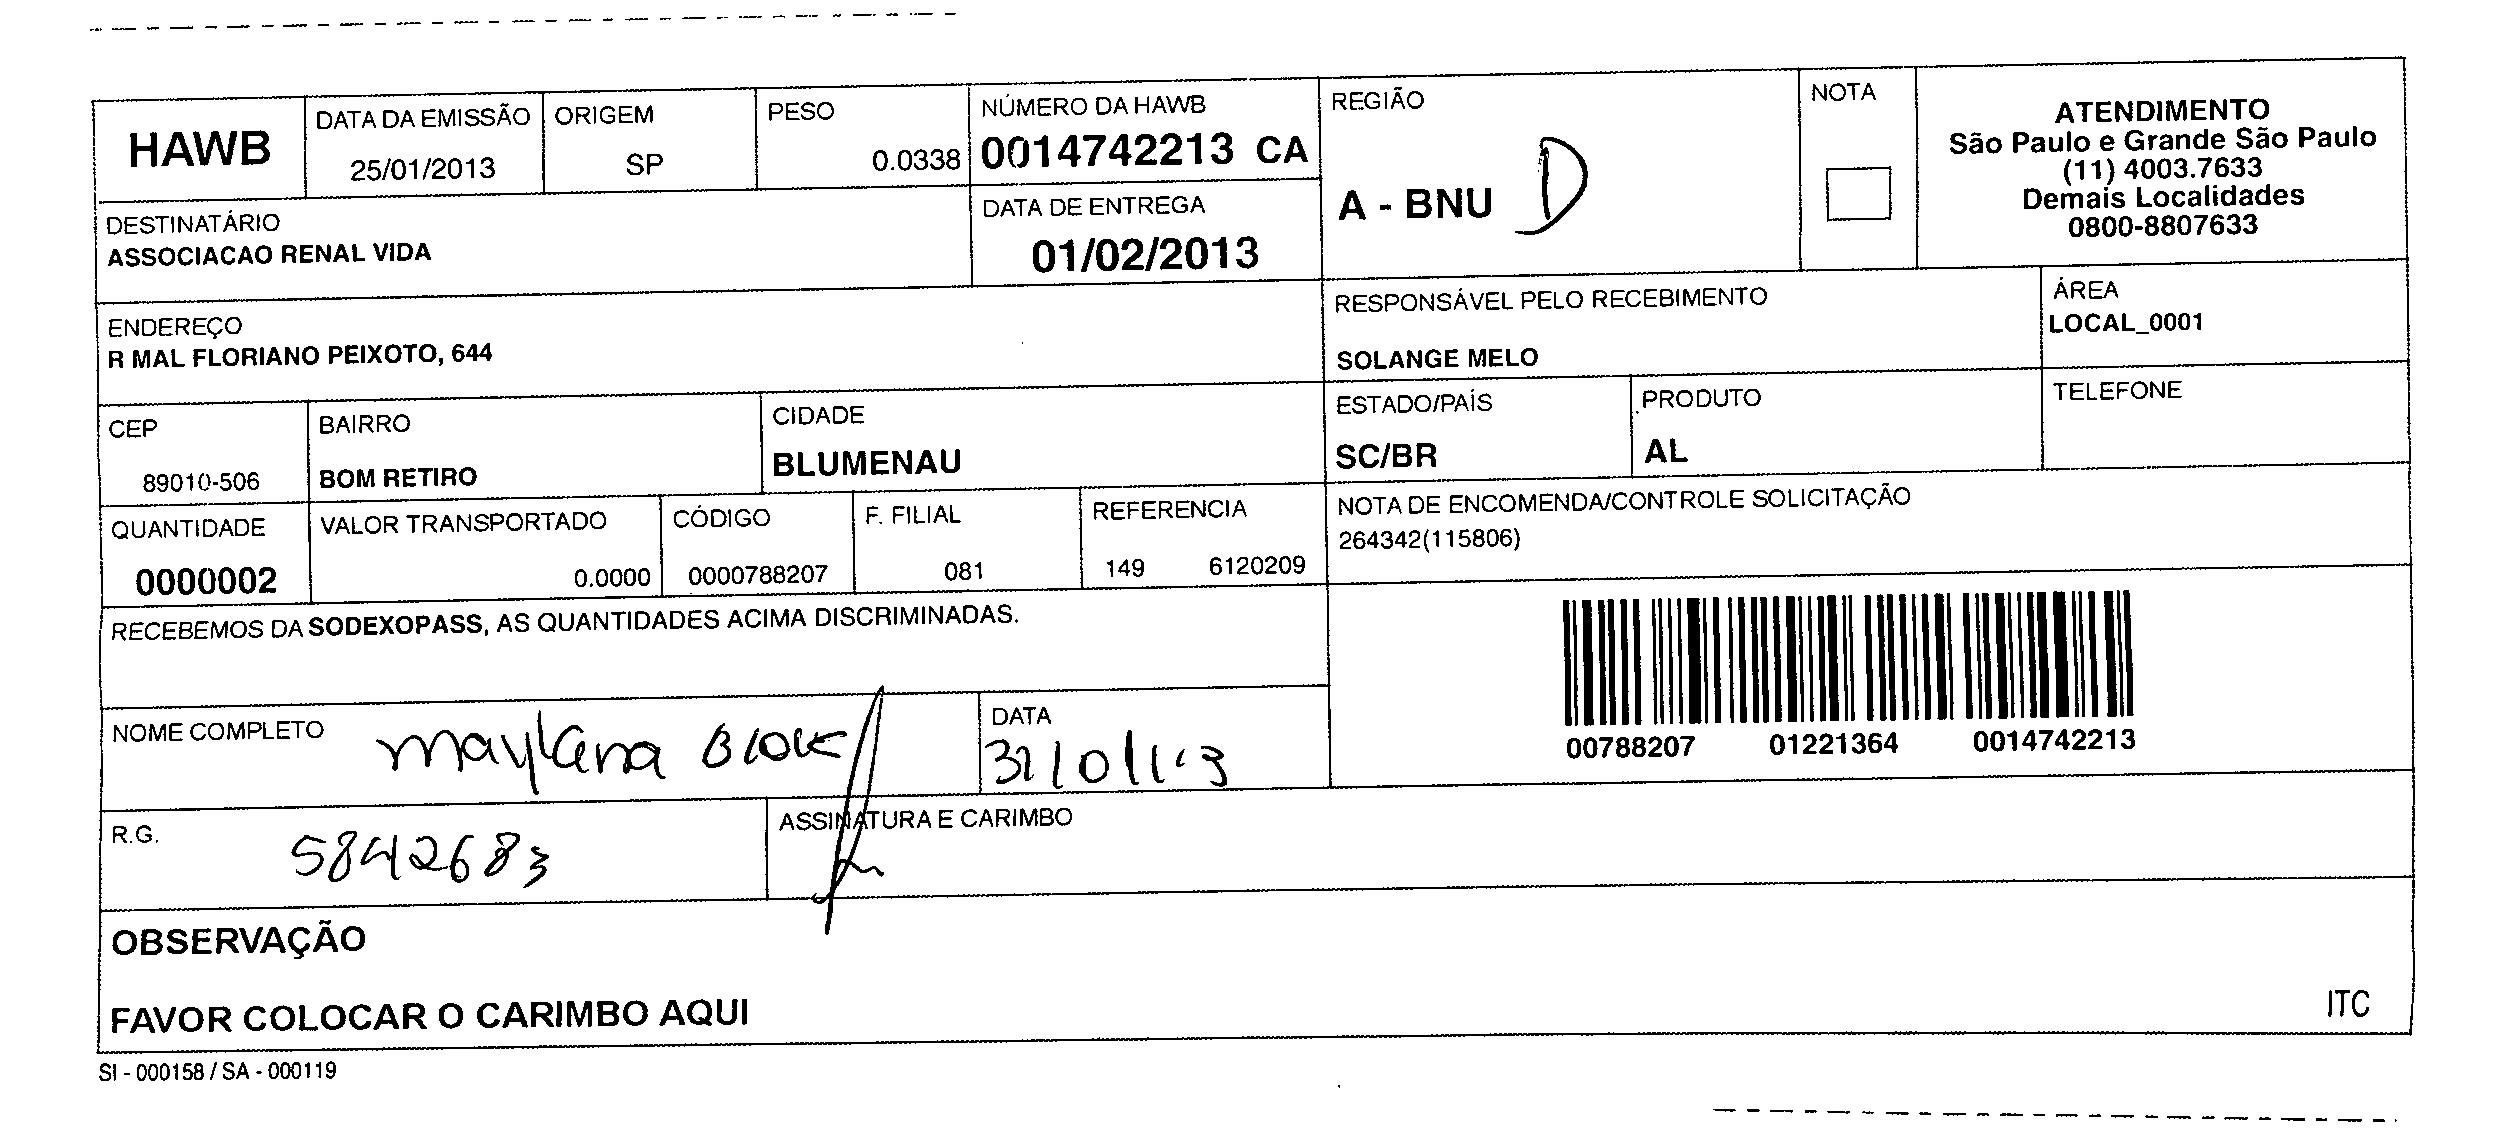 HAWB
DATA DA EMISSÃO
25/01/2013
ORIGEM
SP
PESO
0.0338
NÚMERO DA HAWB
0014742213 CA
REGIÃO
A - BNU D
NOTA
ATENDIMENTO
São Paulo e Grande São Paulo
(11) 4003.7633
Demais Localidades
0800-8807633
DESTINATÁRIO
ASSOCIACAO RENAL VIDA
DATA DE ENTREGA
01/02/2013
ENDEREÇO
R MAL FLORIANO PEIXOTO, 644
RESPONSÁVEL PELO RECEBIMENTO
SOLANGE MELO
ÁREA
LOCAL_0001
CEP
89010-506
BAIRRO
BOM RETIRO
CIDADE
BLUMENAU
ESTADO/PAÍS
SC/BR
PRODUTO
AL
TELEFONE
QUANTIDADE
0000002
VALOR TRANSPORTADO
0.0000
CÓDIGO
0000788207
F. FILIAL
081
REFERENCIA
149 6120209
NOTA DE ENCOMENDA/CONTROLE SOLICITAÇÃO
264342(115806)
RECEBEMOS DA SODEXOPASS, AS QUANTIDADES ACIMA DISCRIMINADAS.
00788207 01221364 0014742213
NOME COMPLETO
Maylana
DATA
R.G.
5842683
ASSINATURA E CARIMBO
OBSERVAÇÃO
FAVOR COLOCAR O CARIMBO AQUI
ITC
SI - 000158 / SA - 000119